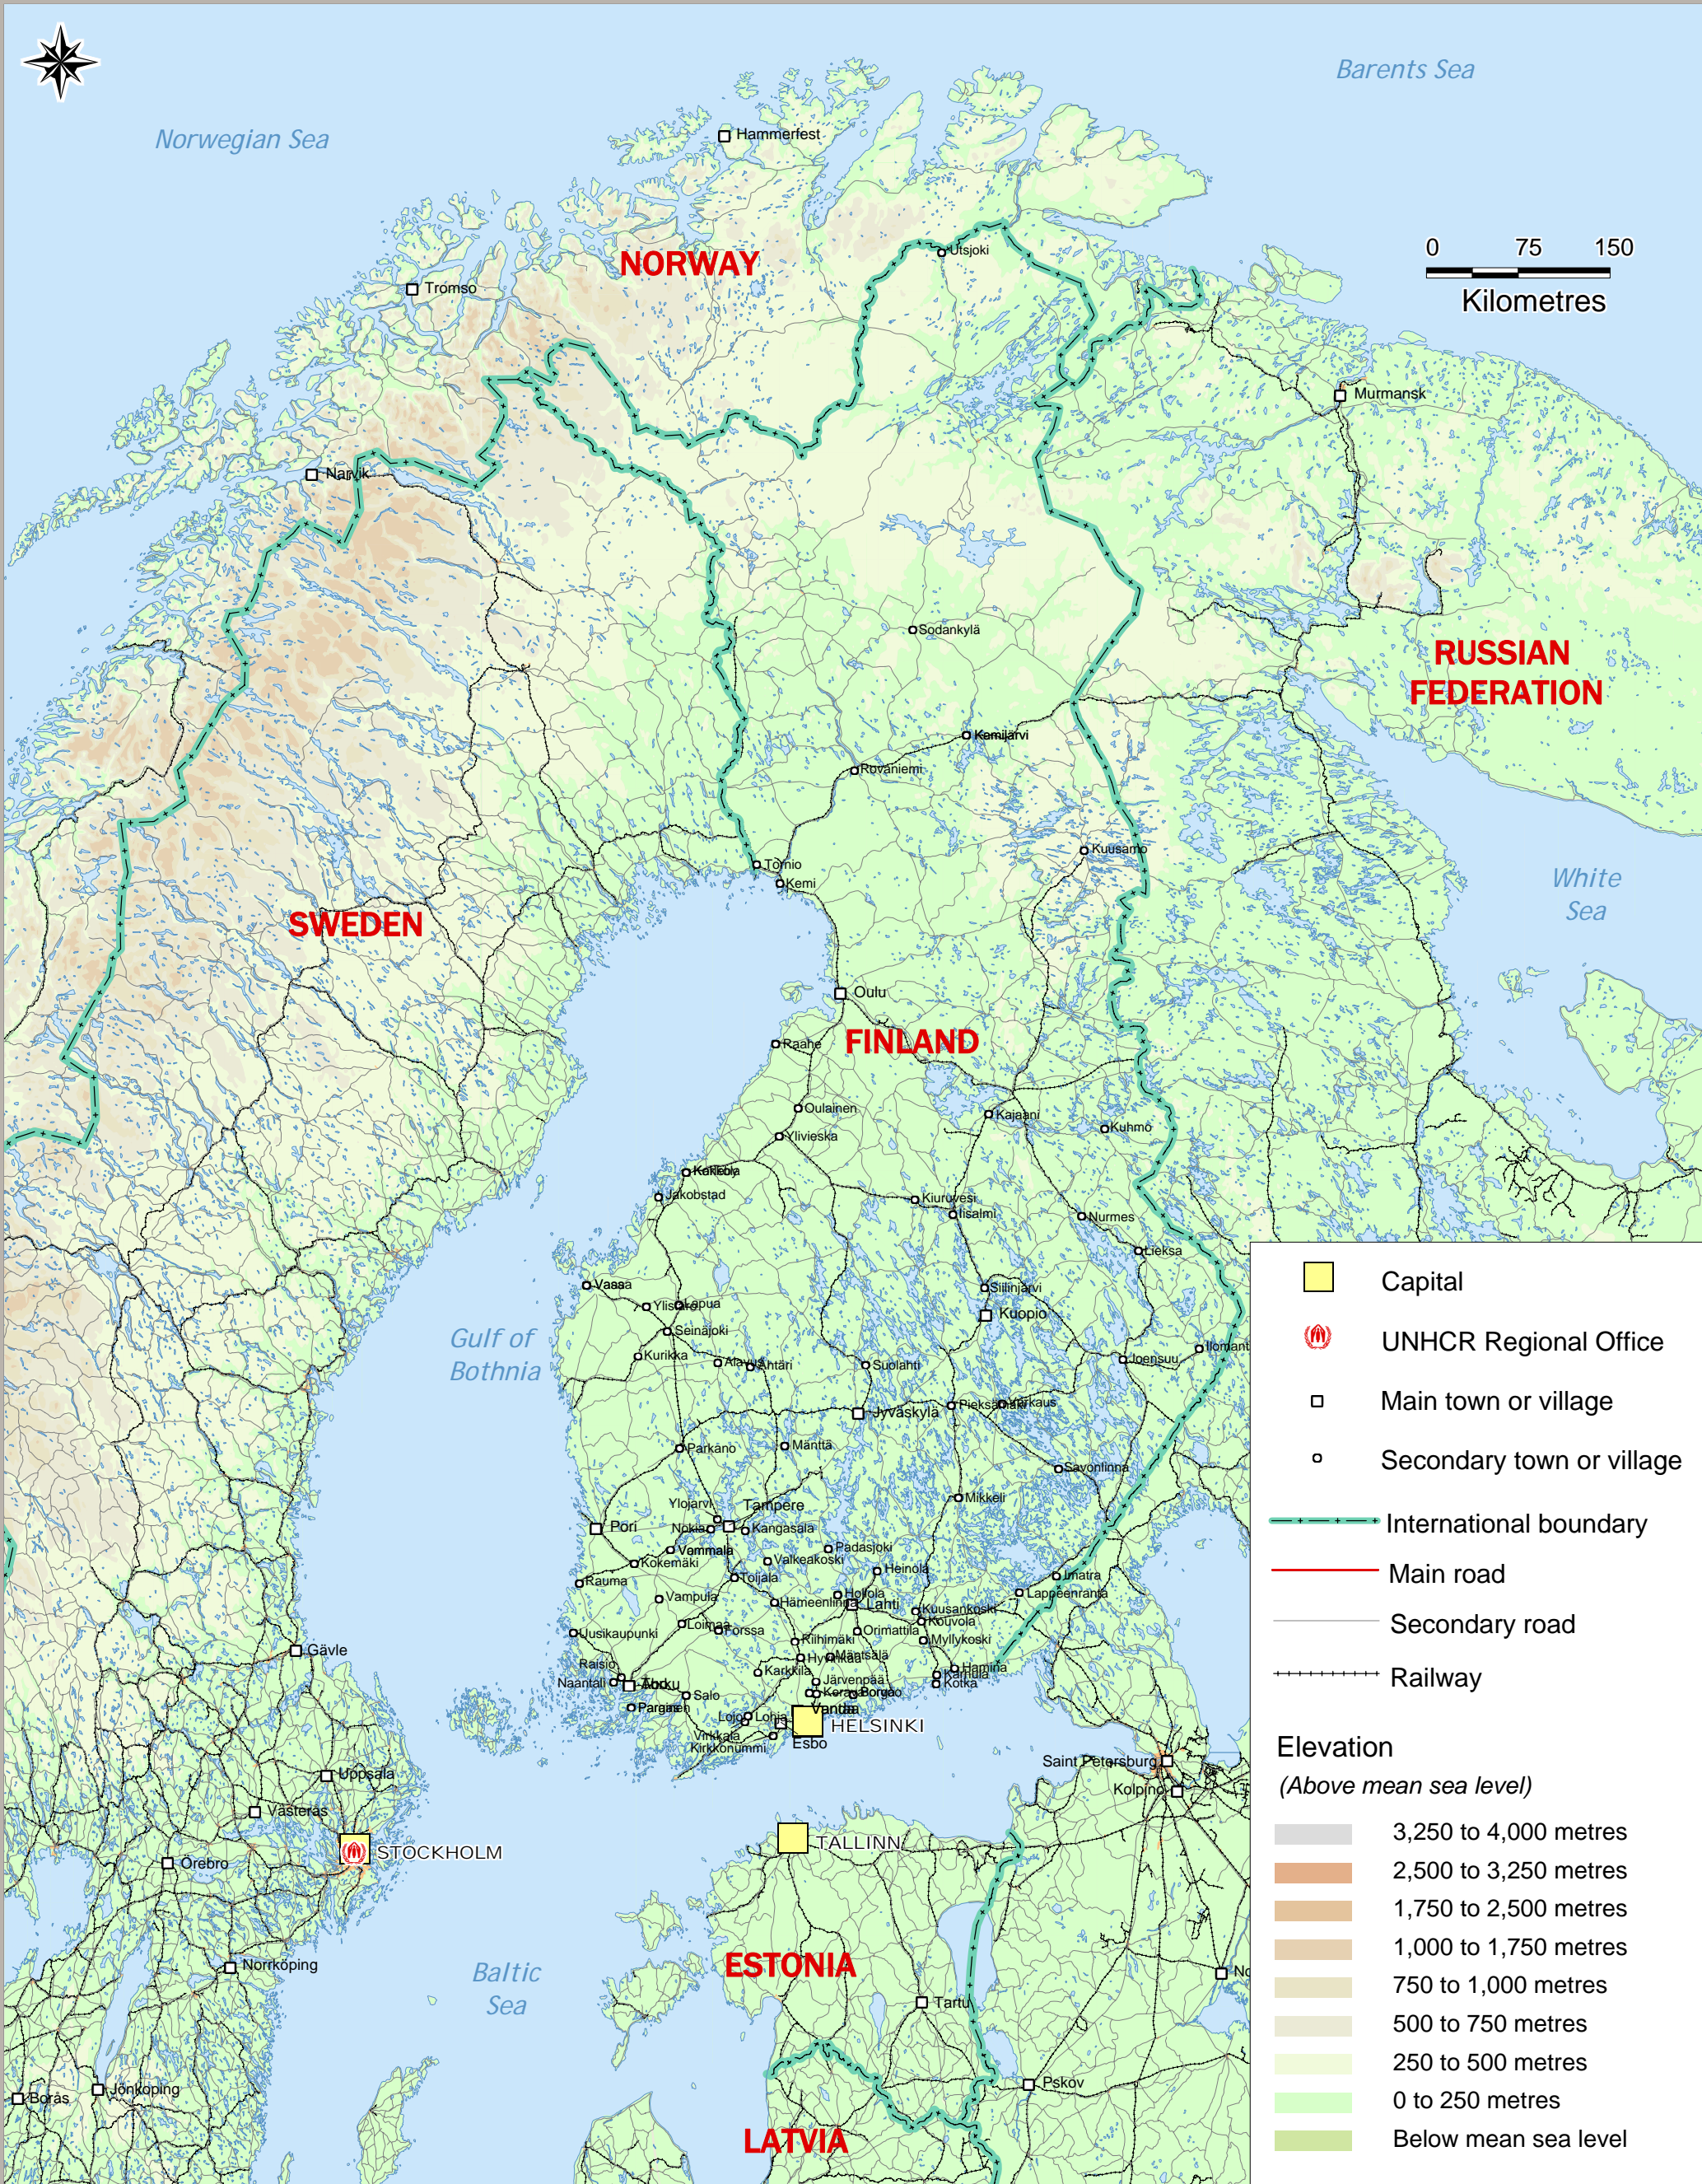 Barents Sea
Norwegian Sea
Hammerfest
NORWAY
Utsjoki
0 75 150
Kilometres
Tromso
Murmansk
Narvik
Sodankylä
RUSSIAN
FEDERATION
Kemijärvi
Rovaniemi
Kuusamo
Tornio
Kemi
White
Sea
SWEDEN
Oulu
FINLAND
Raahe
Oulainen
Kajaani
Kuhmo
Ylivieska
Jakobstad
Kiuruvesi
Iisalmi
Nurmes
Lieksa
Vasa
Siilinjärvi
Lapua
Kuopio
Seinäjoki
Gulf of
Bothnia
Kurikka
Alavus
Ähtäri
Suolahti
Joensuu
Ilomant
Jyväskylä
Pieksämäki
Varkaus
Parkano
Mänttä
Savonlinna
Mikkeli
Ylojarvi
Tampere
Pori
Nokia
Kangasala
Vammala
Padasjoki
Kokemäki
Valkeakoski
Heinola
Imatra
Rauma
Toijala
Lappeenranta
Vampula
Hämeenlinna
Hollola
Lahti
Kuusankoski
Kouvola
Uusikaupunki
Loimaa
Forssa
Orimattila
Riihimäki
Myllykoski
Gävle
Hyvinkää
Mäntsälä
Raisio
Karkkila
Hamina
Karhula
Naantali
Turku
Järvenpää
Kotka
Salo
Kerava
Borgå
Pargas
Lojo
Lohja
Vantaa
HELSINKI
Virkkala
Esbo
Kirkkonummi
Saint Petersburg
Uppsala
Kolpino
Västerås
TALLINN
STOCKHOLM
Örebro
ESTONIA
Norrköping
Baltic
Sea
No
Tartu
Jönköping
Borås
Pskov
LATVIA
Capital
UNHCR Regional Office
Main town or village
Secondary town or village
International boundary
Main road
Secondary road
Railway
Elevation
(Above mean sea level)
3,250 to 4,000 metres
2,500 to 3,250 metres
1,750 to 2,500 metres
1,000 to 1,750 metres
750 to 1,000 metres
500 to 750 metres
250 to 500 metres
0 to 250 metres
Below mean sea level